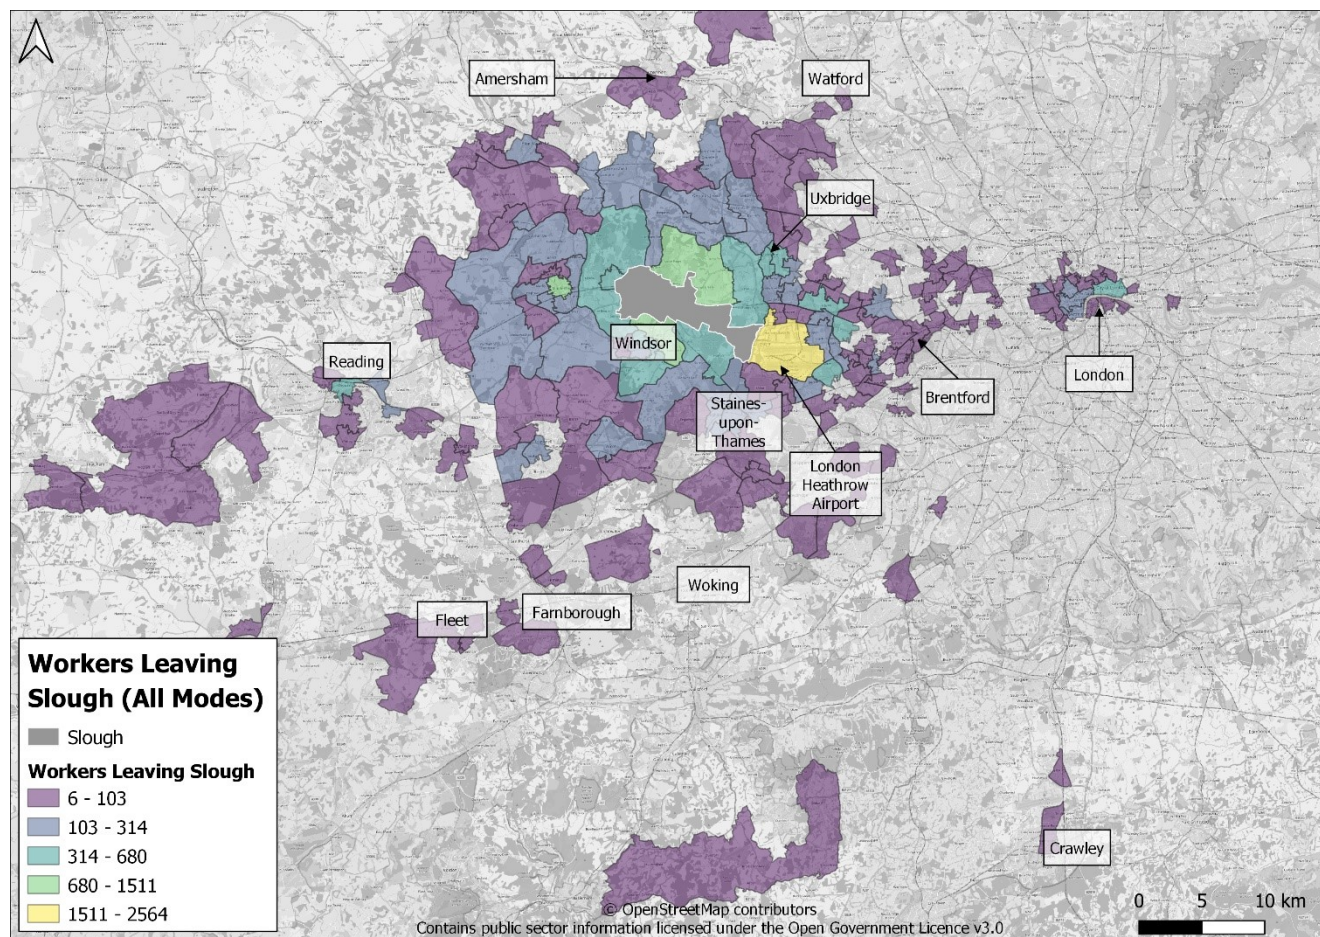 Amersham
Watford
Uxbridge
Windsor
Reading
London
Brentford
Staines-
upon-
Thames
London
Heathrow
Airport
Woking
Fleet
Farnborough
Crawley
Workers Leaving
Slough (All Modes)
Slough
Workers Leaving Slough
6 - 103
103 - 314
314 - 680
680 - 1511
1511 - 2564
0 5 10 km
© OpenStreetMap contributors
Contains public sector information licensed under the Open Government Licence v3.0